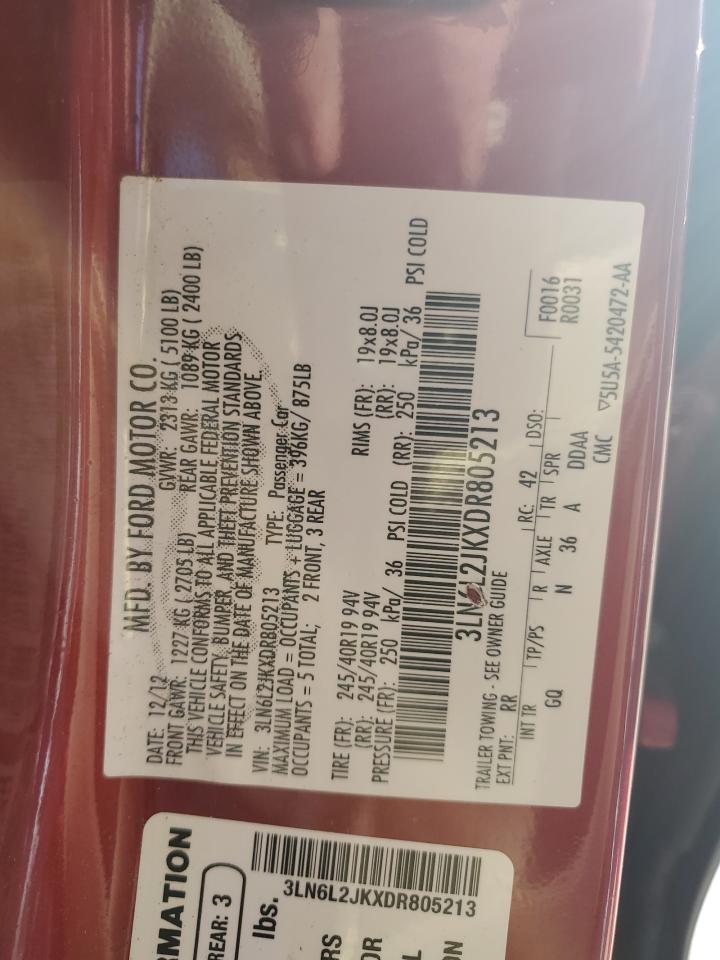 MFD. BY FORD MOTOR CO.
DATE: 12/12 GVWR: 2313 KG ( 5100 LB)
FRONT GAWR: 1227 KG ( 2705 LB) REAR GAWR: 1089 KG ( 2400 LB)
THIS VEHICLE CONFORMS TO ALL APPLICABLE FEDERAL MOTOR
VEHICLE SAFETY, BUMPER, AND THEFT PREVENTION STANDARDS
IN EFFECT ON THE DATE OF MANUFACTURE SHOWN ABOVE.
VIN: 3LN6L2JKXDR805213 TYPE: Passenger Car
MAXIMUM LOAD = OCCUPANTS + LUGGAGE = 396KG/ 875LB
OCCUPANTS = 5 TOTAL; 2 FRONT, 3 REAR
TIRE (FR): 245/40R19 94V RIMS (FR): 19x8.0J
(RR): 245/40R19 94V (RR): 19x8.0J
PRESSURE (FR): 250 kPa/ 36 PSI COLD (RR): 250 kPa/ 36 PSI COLD
3LN6L2JKXDR805213
TRAILER TOWING - SEE OWNER GUIDE
EXT PNT: RR RC: 42 DSO: F0016
INT TR TP/PS R AXLE TR SPR R0031
GQ N 36 A DDAA
CMC ▽5U5A-5420472-AA
RMATION
REAR: 3
lbs.
3LN6L2JKXDR805213
RS
OR
L
ON